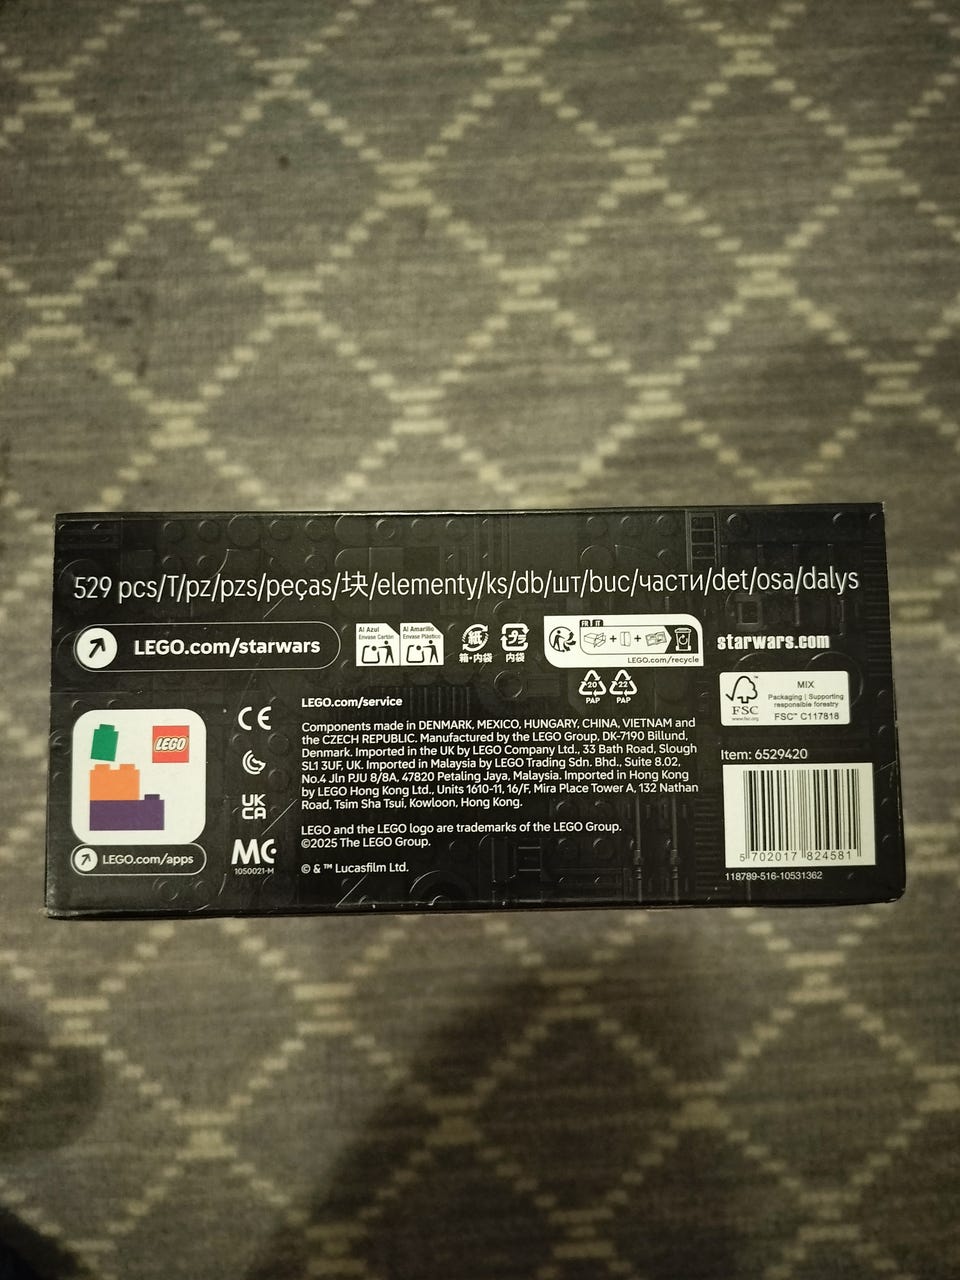 529 pcs/T/pz/pzs/peças/块/elementy/ks/db/шт/buc/части/det/osa/dalys
LEGO.com/starwars
Al Azul
Envase Cartón
Al Amarillo
Envase Plástico
紙
箱・内袋
プラ
内袋
FR IT
LEGO.com/recycle
starwars.com
20
PAP
22
PAP
FSC
www.fsc.org
MIX
Packaging | Supporting
responsible forestry
FSC™ C117818
LEGO
LEGO.com/apps
CE
UK
CA
MC
1050021-M
LEGO.com/service
Components made in DENMARK, MEXICO, HUNGARY, CHINA, VIETNAM and
the CZECH REPUBLIC. Manufactured by the LEGO Group, DK-7190 Billund,
Denmark. Imported in the UK by LEGO Company Ltd., 33 Bath Road, Slough
SL1 3UF, UK. Imported in Malaysia by LEGO Trading Sdn. Bhd., Suite 8.02,
No.4 Jln PJU 8/8A, 47820 Petaling Jaya, Malaysia. Imported in Hong Kong
by LEGO Hong Kong Ltd., Units 1610-11, 16/F, Mira Place Tower A, 132 Nathan
Road, Tsim Sha Tsui, Kowloon, Hong Kong.
LEGO and the LEGO logo are trademarks of the LEGO Group.
©2025 The LEGO Group.
© & ™ Lucasfilm Ltd.
Item: 6529420
5 702017 824581
118789-516-10531362